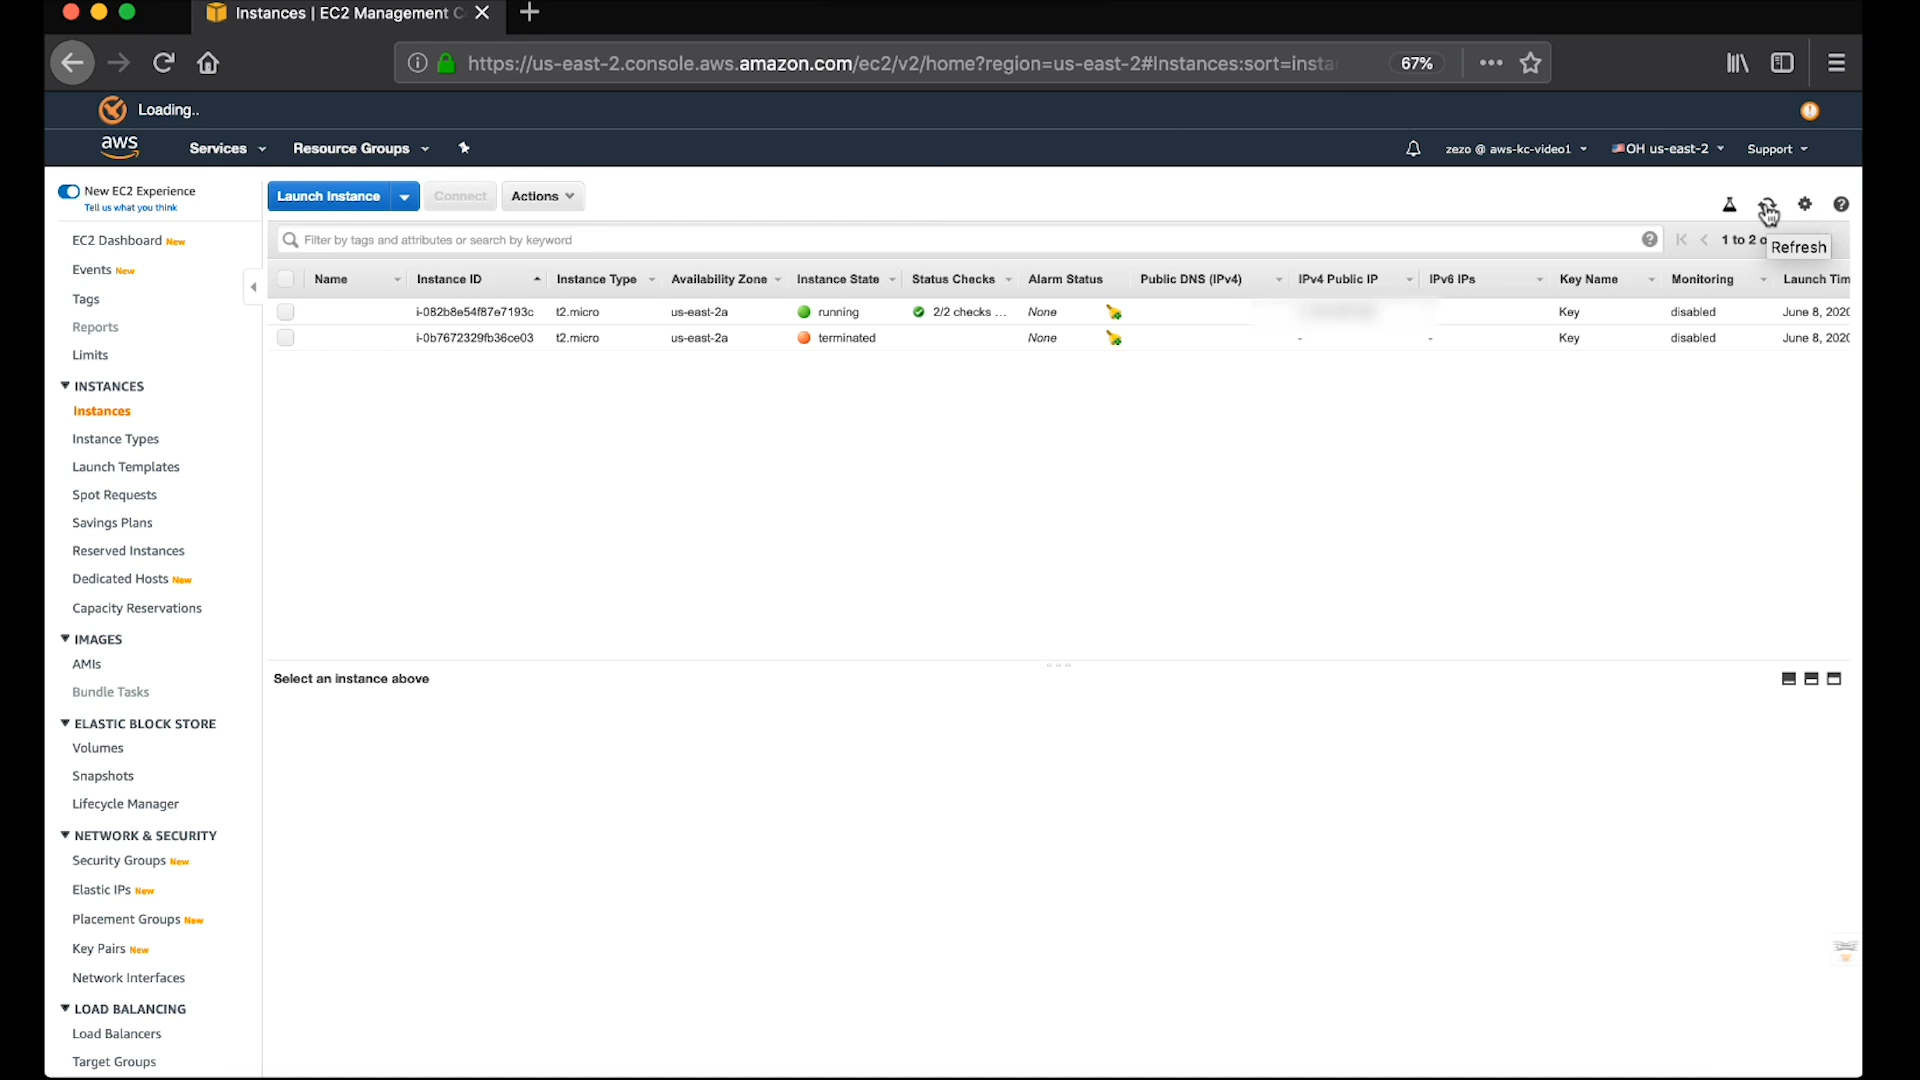 Instances | EC2 Management C
https://us-east-2.console.aws.amazon.com/ec2/v2/home?region=us-east-2#Instances:sort=insta
67%
Loading..
aws
Services
Resource Groups
zezo @ aws-kc-video1
OH us-east-2
Support
New EC2 Experience
Tell us what you think
Launch Instance
Connect
Actions
Filter by tags and attributes or search by keyword
1 to 2 o
Refresh
Name
Instance ID
Instance Type
Availability Zone
Instance State
Status Checks
Alarm Status
Public DNS (IPv4)
IPv4 Public IP
IPv6 IPs
Key Name
Monitoring
Launch Tim
i-082b8e54f87e7193c t2.micro us-east-2a running 2/2 checks ... None Key disabled June 8, 2020
i-0b7672329fb36ce03 t2.micro us-east-2a terminated None - - Key disabled June 8, 2020
EC2 Dashboard New
Events New
Tags
Reports
Limits
INSTANCES
Instances
Instance Types
Launch Templates
Spot Requests
Savings Plans
Reserved Instances
Dedicated Hosts New
Capacity Reservations
IMAGES
AMIs
Bundle Tasks
ELASTIC BLOCK STORE
Volumes
Snapshots
Lifecycle Manager
NETWORK & SECURITY
Security Groups New
Elastic IPs New
Placement Groups New
Key Pairs New
Network Interfaces
LOAD BALANCING
Load Balancers
Target Groups
Select an instance above